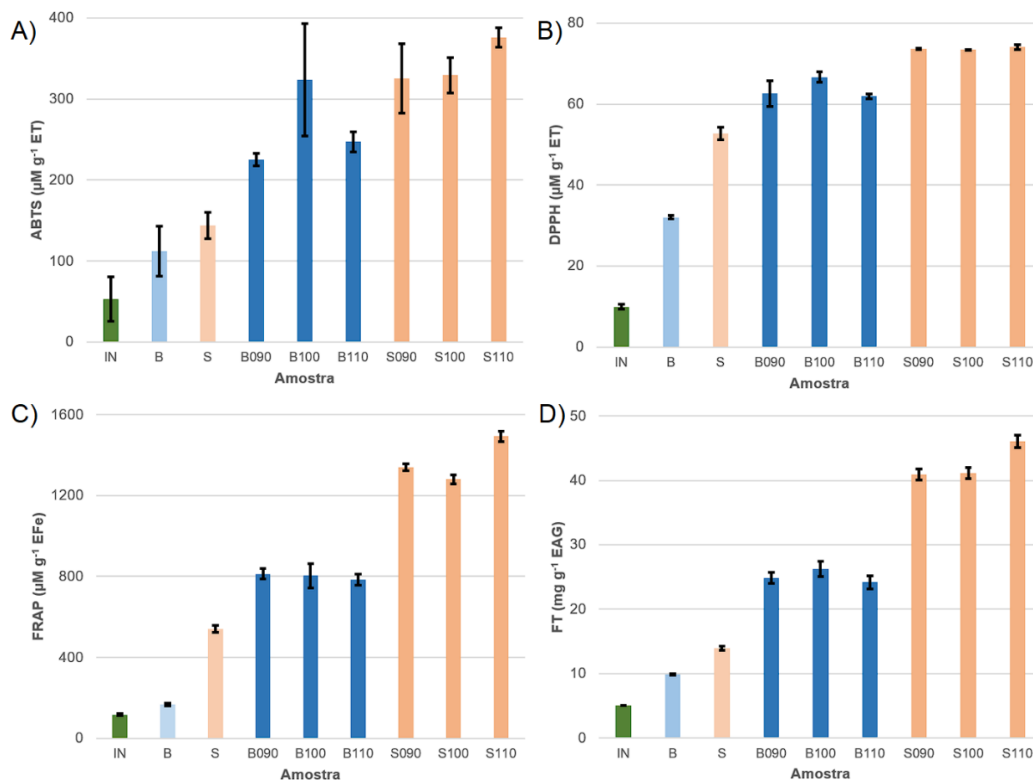 A)
ABTS (µM g⁻¹ ET)
400
300
200
100
0
IN B S B090 B100 B110 S090 S100 S110
Amostra
B)
DPPH (µM g⁻¹ ET)
80
60
40
20
0
IN B S B090 B100 B110 S090 S100 S110
Amostra
C)
FRAP (µM g⁻¹ EFe)
1600
1200
800
400
0
IN B S B090 B100 B110 S090 S100 S110
Amostra
D)
FT (mg g⁻¹ EAG)
50
40
30
20
10
0
IN B S B090 B100 B110 S090 S100 S110
Amostra